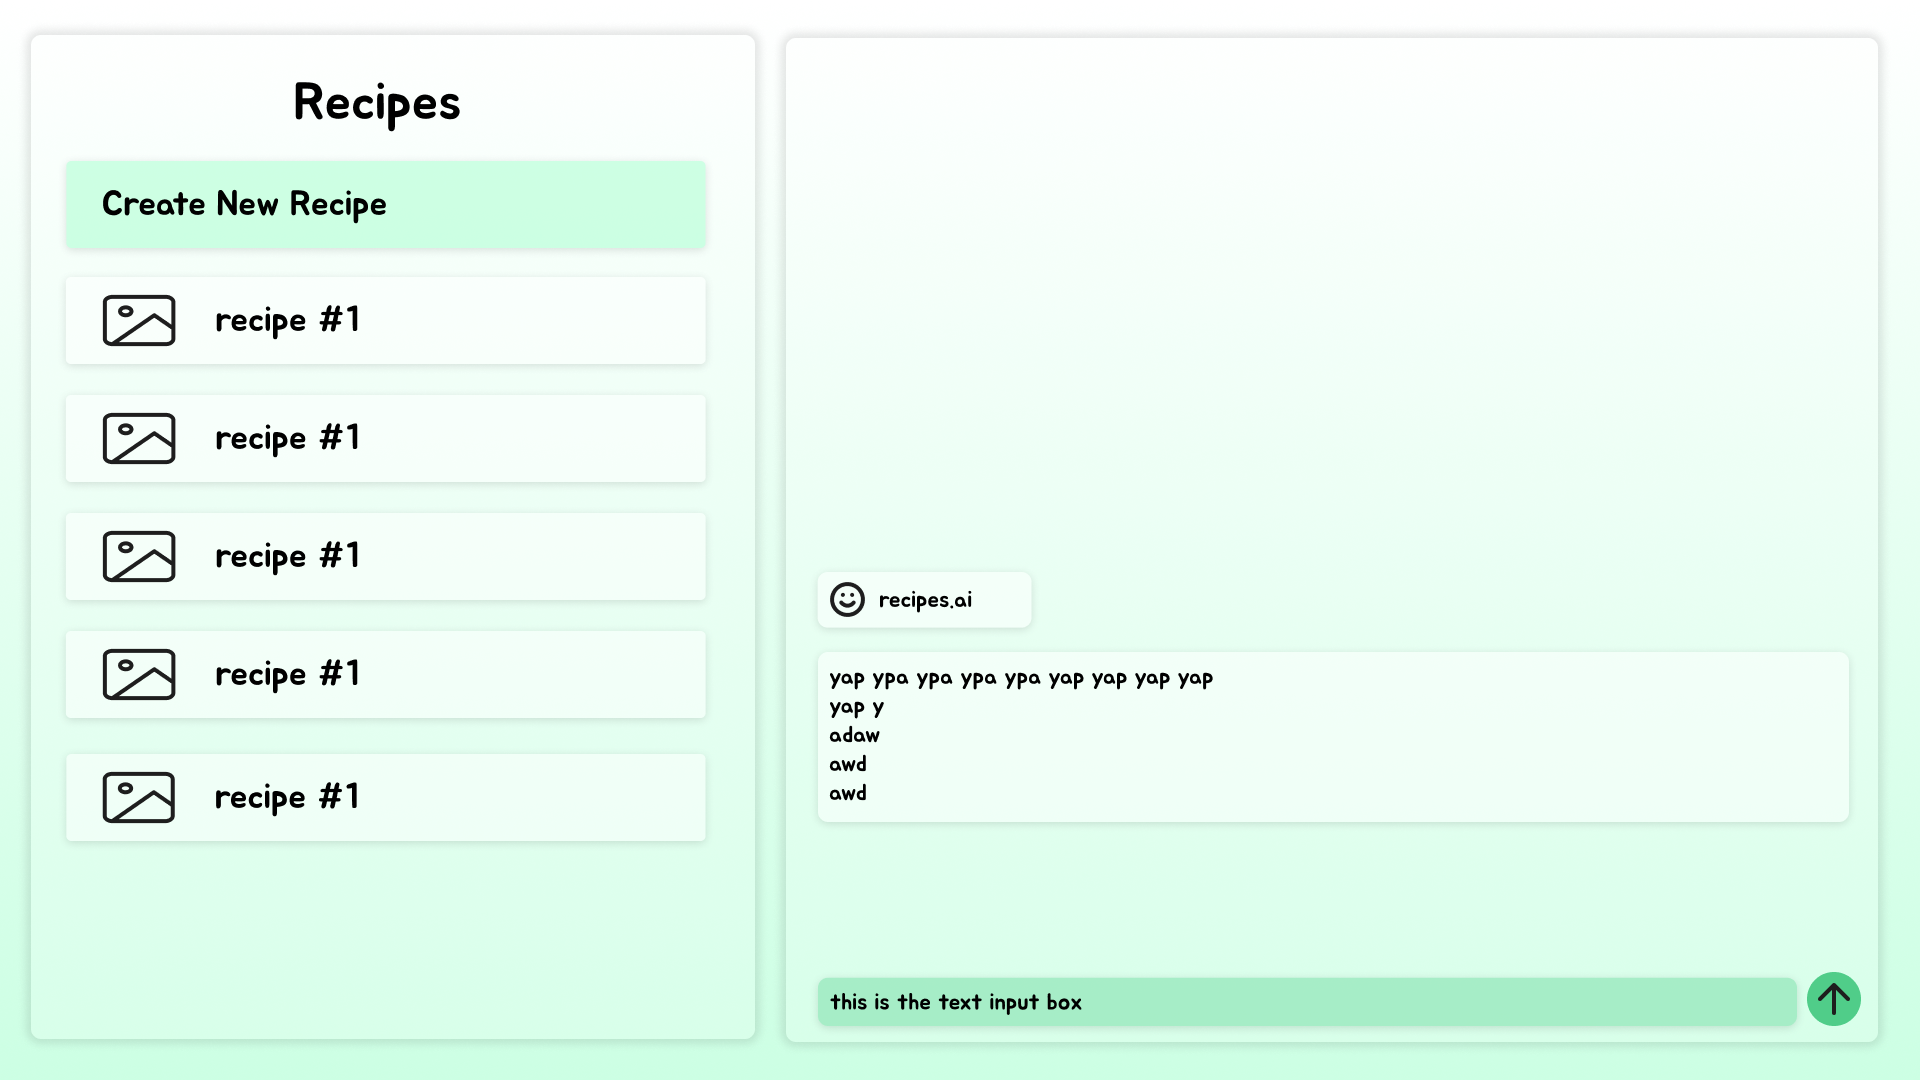 Recipes
Create New Recipe
recipe #1
recipe #1
recipe #1
recipe #1
recipe #1
recipes.ai
yap ypa ypa ypa ypa yap yap yap yap
yap y
adaw
awd
awd
this is the text input box